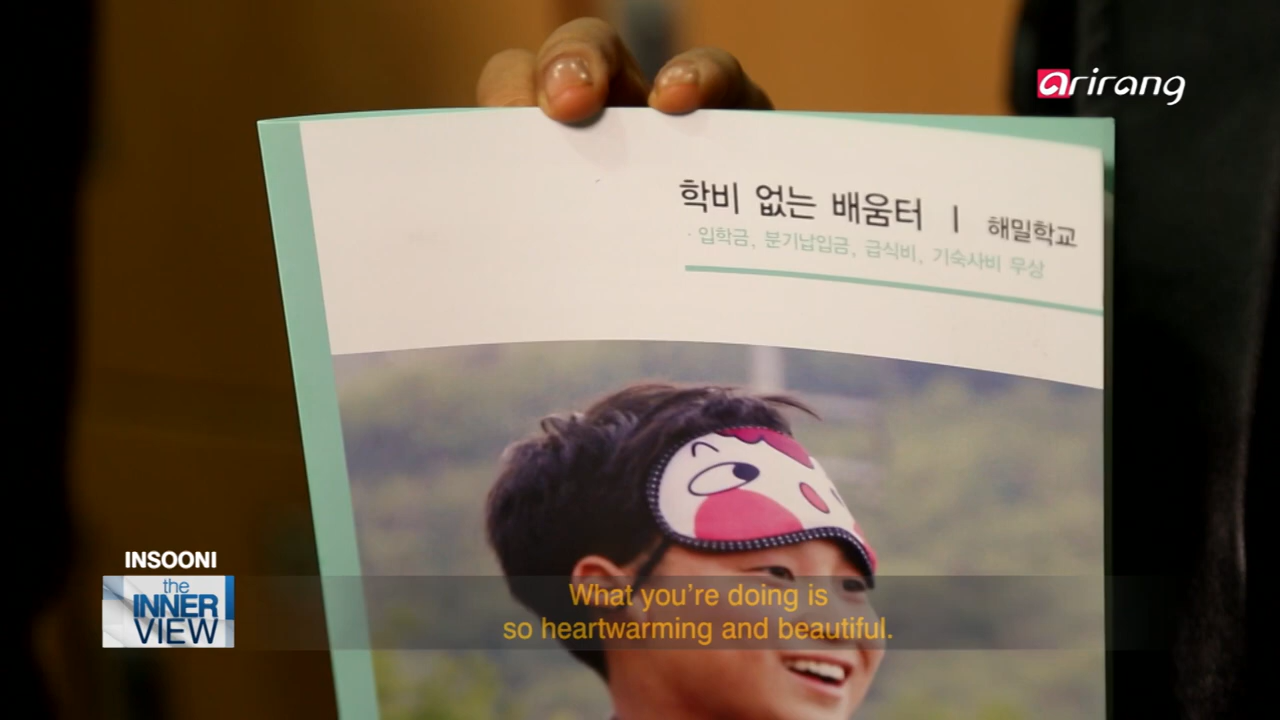 arirang
학비 없는 배움터 | 해밀학교
· 입학금, 분기납입금, 급식비, 기숙사비 무상
INSOONI
the
INNER
VIEW
What you're doing is
so heartwarming and beautiful.